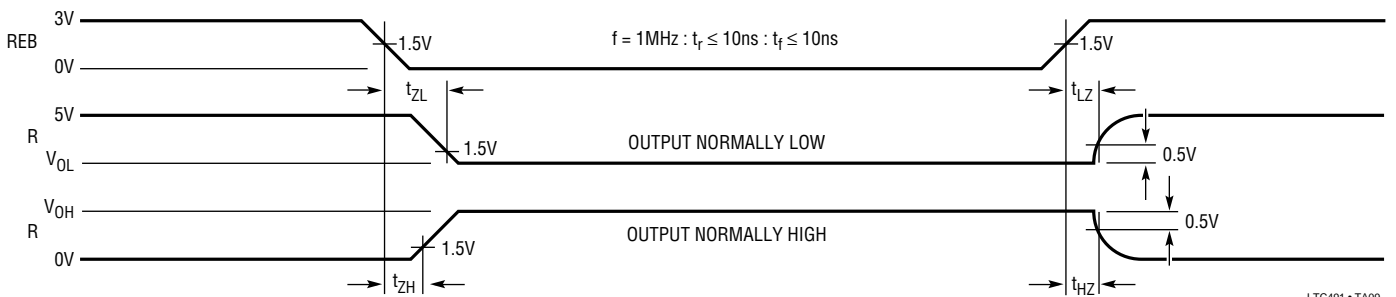 3V
REB
1.5V
f = 1MHz : tr ≤ 10ns : tf ≤ 10ns
1.5V
0V
tZL
tLZ
5V
R
1.5V
OUTPUT NORMALLY LOW
0.5V
VOL
VOH
R
1.5V
OUTPUT NORMALLY HIGH
0.5V
0V
tZH
tHZ